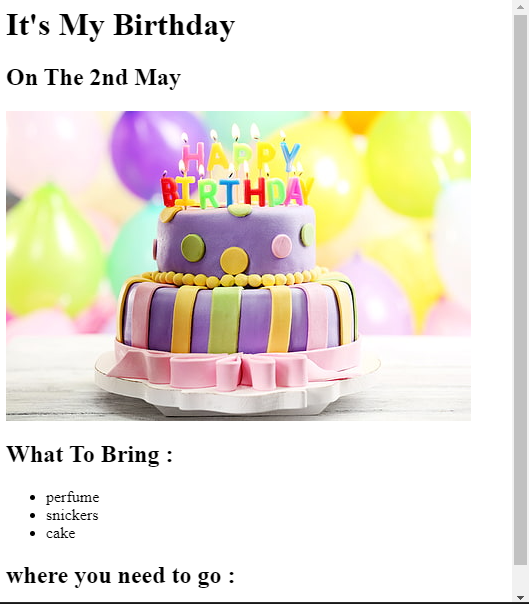 It's My Birthday
On The 2nd May
HAPPY
BIRTHDAY
What To Bring :
perfume
snickers
cake
where you need to go :